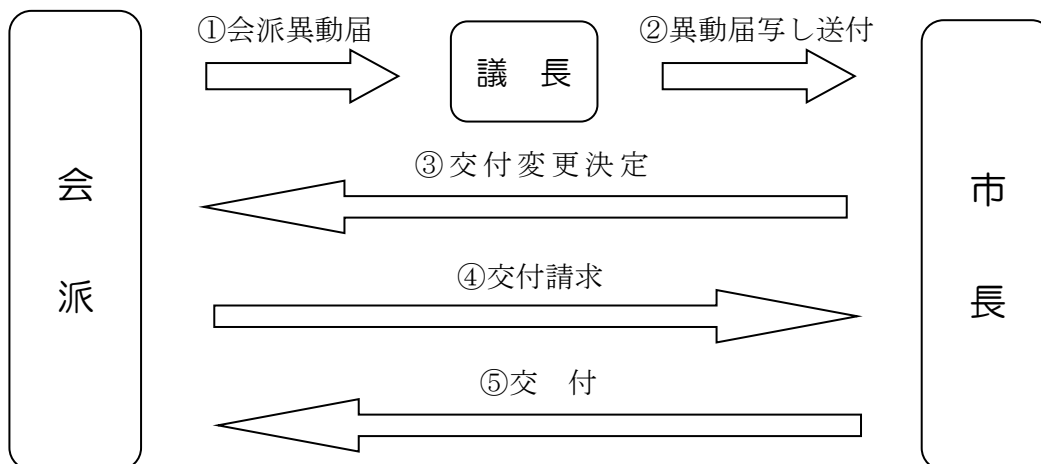 ①会派異動届
②異動届写し送付
議　長
③交付変更決定
会
派
市
長
④交付請求
⑤交　付